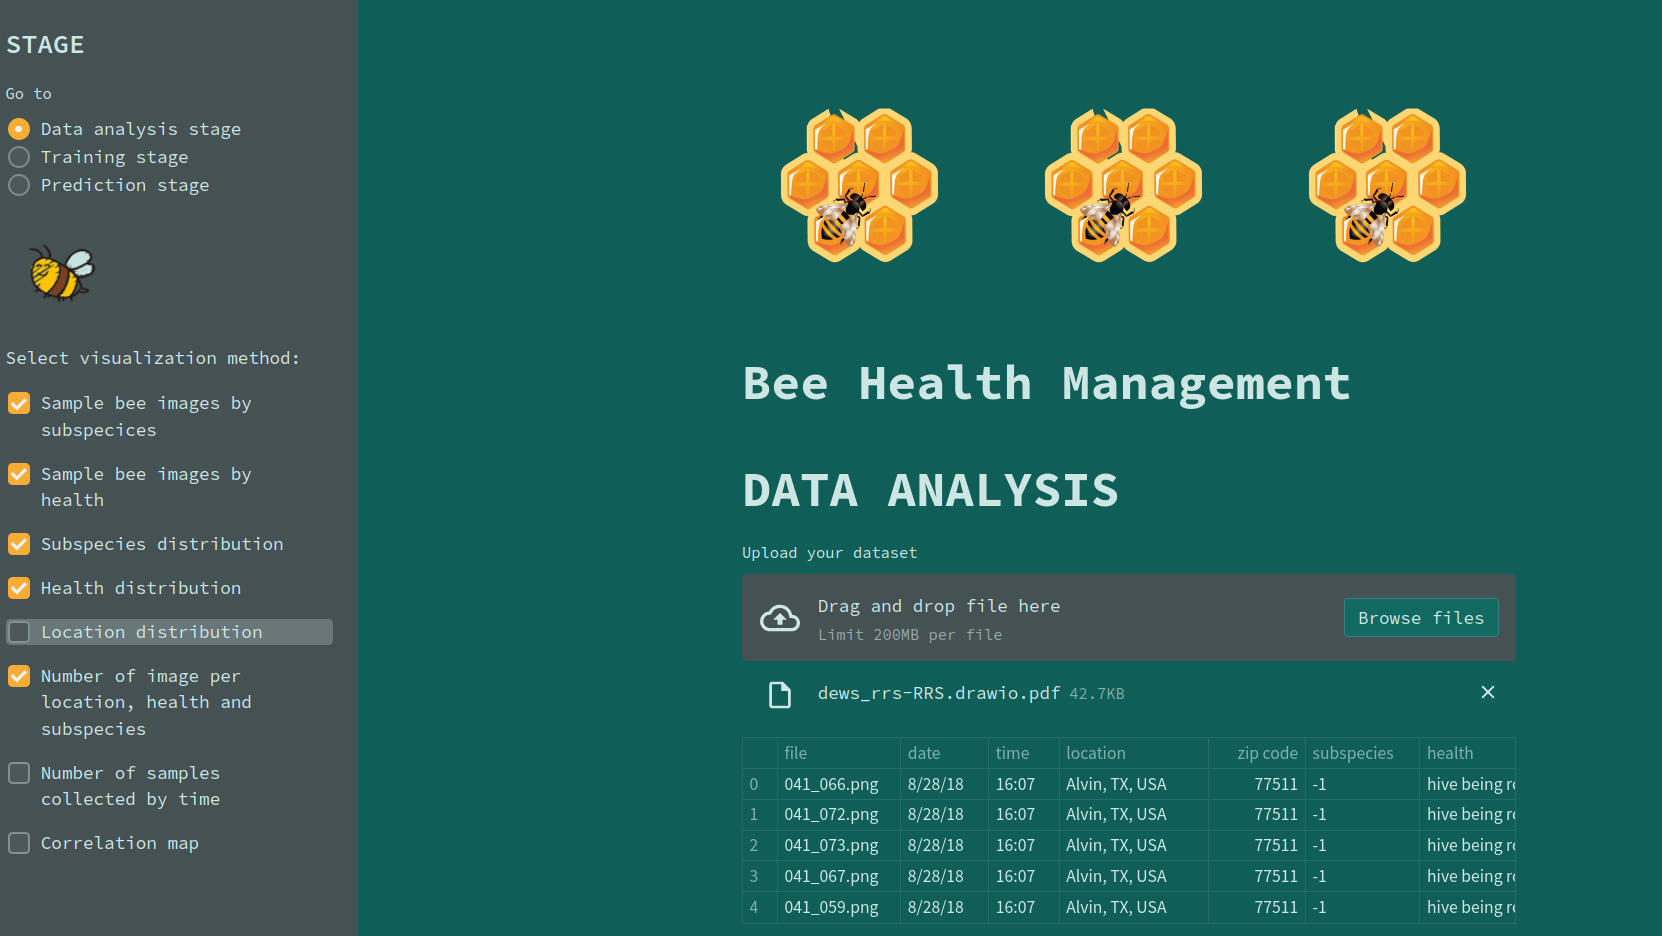 STAGE
Go to
Data analysis stage
Training stage
Prediction stage
Select visualization method:
Sample bee images by
subspecices
Sample bee images by
health
Subspecies distribution
Health distribution
Location distribution
Number of image per
location, health and
subspecies
Number of samples
collected by time
Correlation map
Bee Health Management
DATA ANALYSIS
Upload your dataset
Drag and drop file here
Limit 200MB per file
Browse files
dews_rrs-RRS.drawio.pdf 42.7KB
file date time location zip code subspecies health
0 041_066.png 8/28/18 16:07 Alvin, TX, USA 77511 -1 hive being
1 041_072.png 8/28/18 16:07 Alvin, TX, USA 77511 -1 hive being
2 041_073.png 8/28/18 16:07 Alvin, TX, USA 77511 -1 hive being
3 041_067.png 8/28/18 16:07 Alvin, TX, USA 77511 -1 hive being
4 041_059.png 8/28/18 16:07 Alvin, TX, USA 77511 -1 hive being